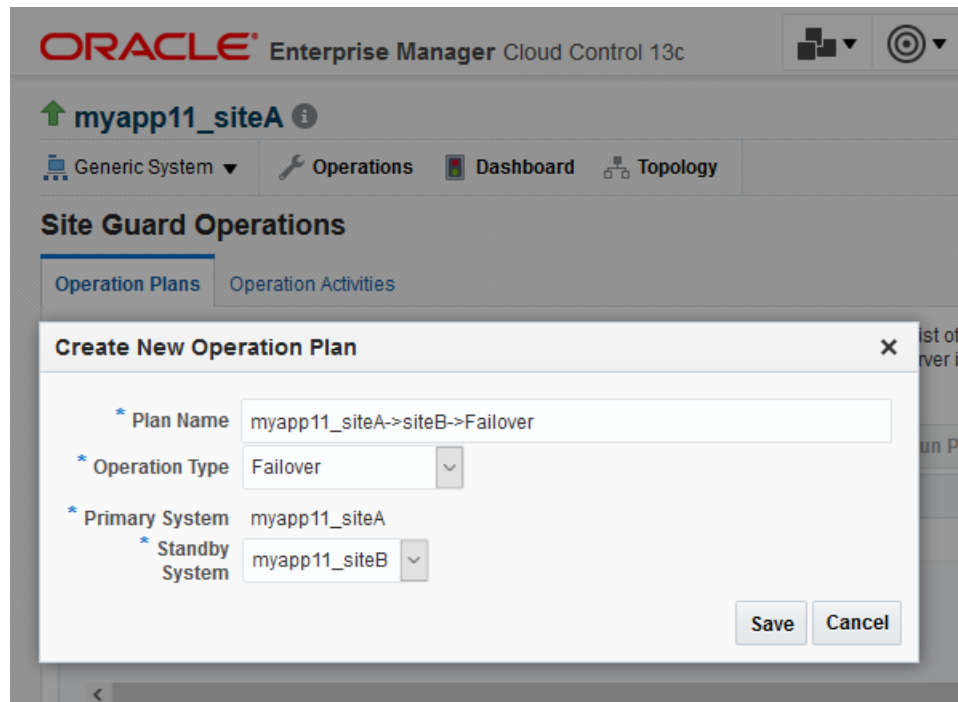 ORACLE® Enterprise Manager Cloud Control 13c
myapp11_siteA
Generic System Operations Dashboard Topology
Site Guard Operations
Operation Plans Operation Activities
Create New Operation Plan
* Plan Name myapp11_siteA->siteB->Failover
* Operation Type Failover
* Primary System myapp11_siteA
* Standby
System myapp11_siteB
Save Cancel